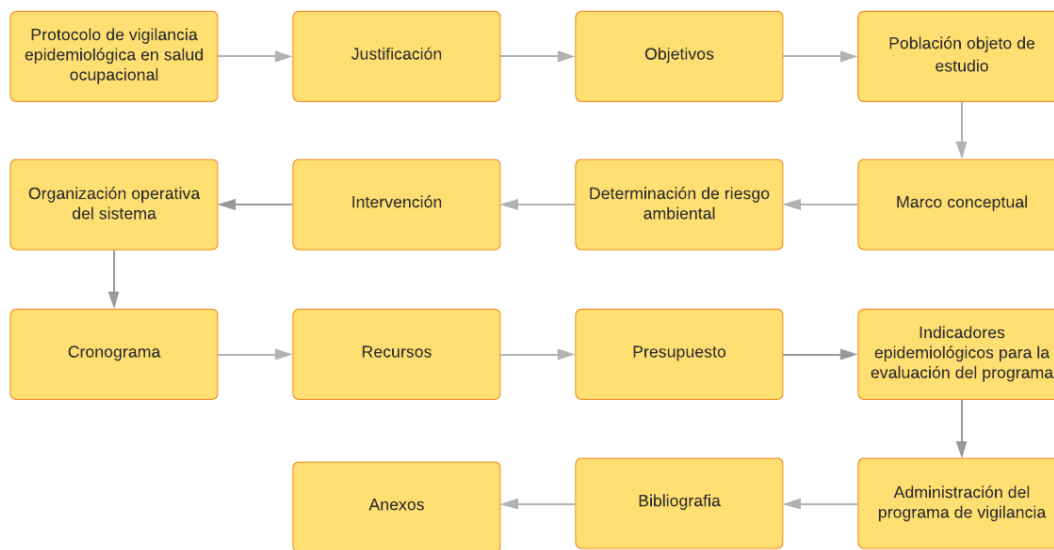 Protocolo de vigilancia
epidemiológica en salud
ocupacional
Justificación
Objetivos
Población objeto de
estudio
Marco conceptual
Determinación de riesgo
ambiental
Intervención
Organización operativa
del sistema
Cronograma
Recursos
Presupuesto
Indicadores
epidemiológicos para la
evaluación del programa
Administración del
programa de vigilancia
Bibliografia
Anexos